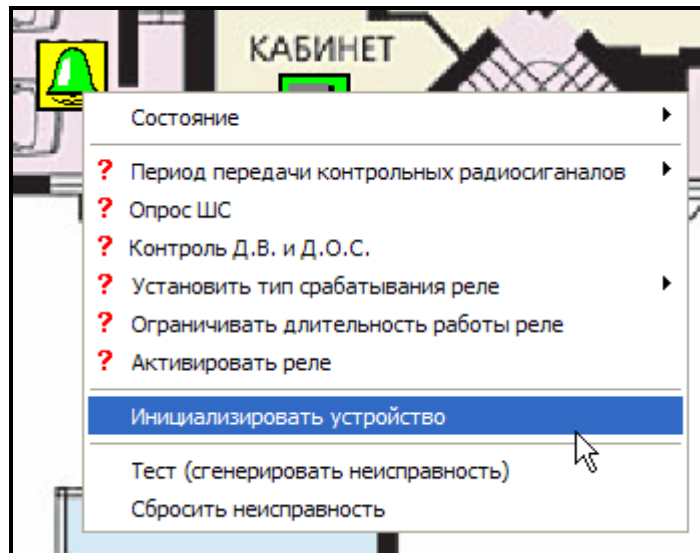 КАБИНЕТ
Состояние
? Период передачи контрольных радиосиганалов
? Опрос ШС
? Контроль Д.В. и Д.О.С.
? Установить тип срабатывания реле
? Ограничивать длительность работы реле
? Активировать реле
Инициализировать устройство
Тест (сгенерировать неисправность)
Сбросить неисправность